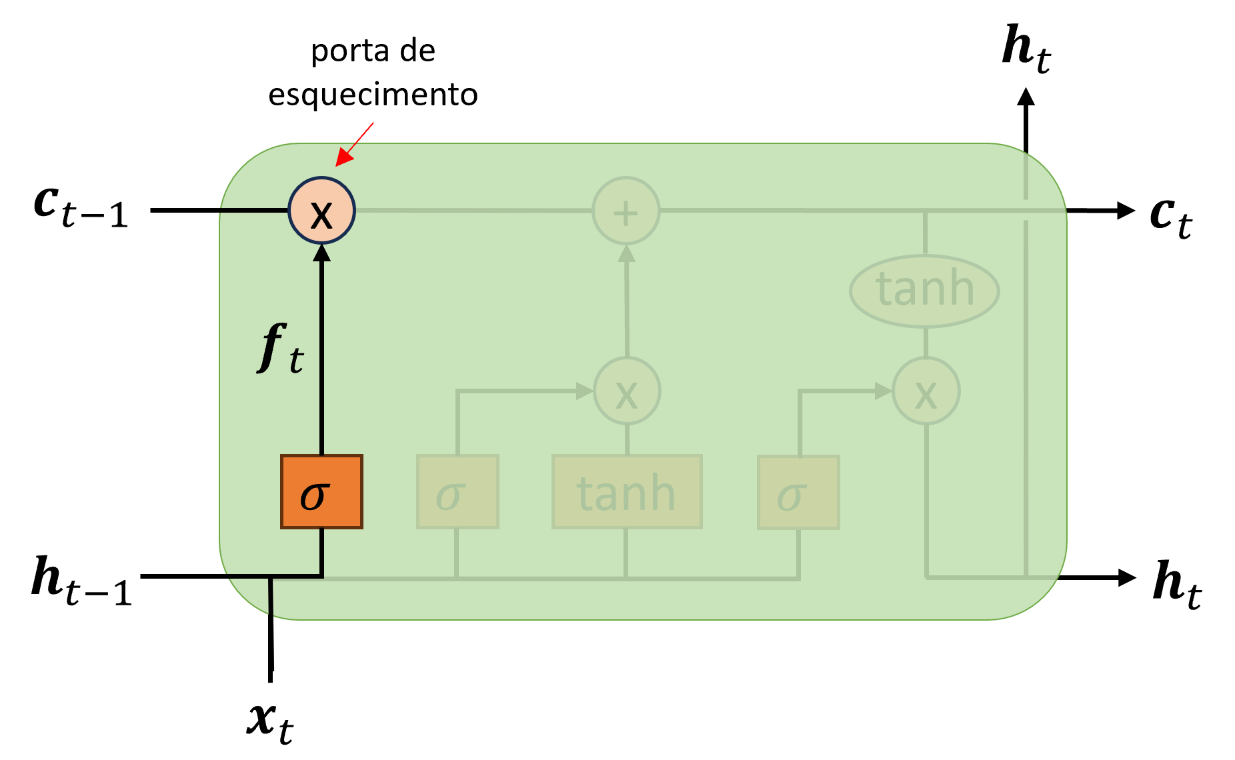 porta de
esquecimento
h_t
c_{t−1}
x
+
c_t
tanh
f_t
x
x
σ
σ
tanh
σ
h_{t−1}
h_t
x_t